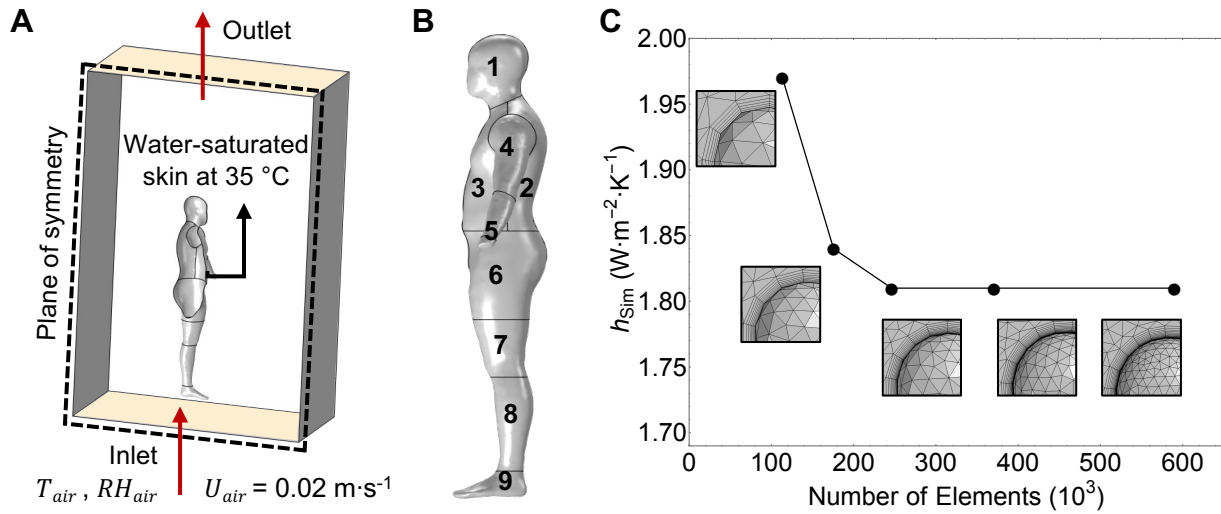 A
Outlet
Plane of symmetry
Water-saturated
skin at 35 °C
Inlet
T_air , RH_air U_air = 0.02 m·s⁻¹
B
1
4
3 2
5
6
7
8
9
C
h_Sim (W·m⁻²·K⁻¹)
2.00
1.95
1.90
1.85
1.80
1.75
1.70
0 100 200 300 400 500 600
Number of Elements (10³)